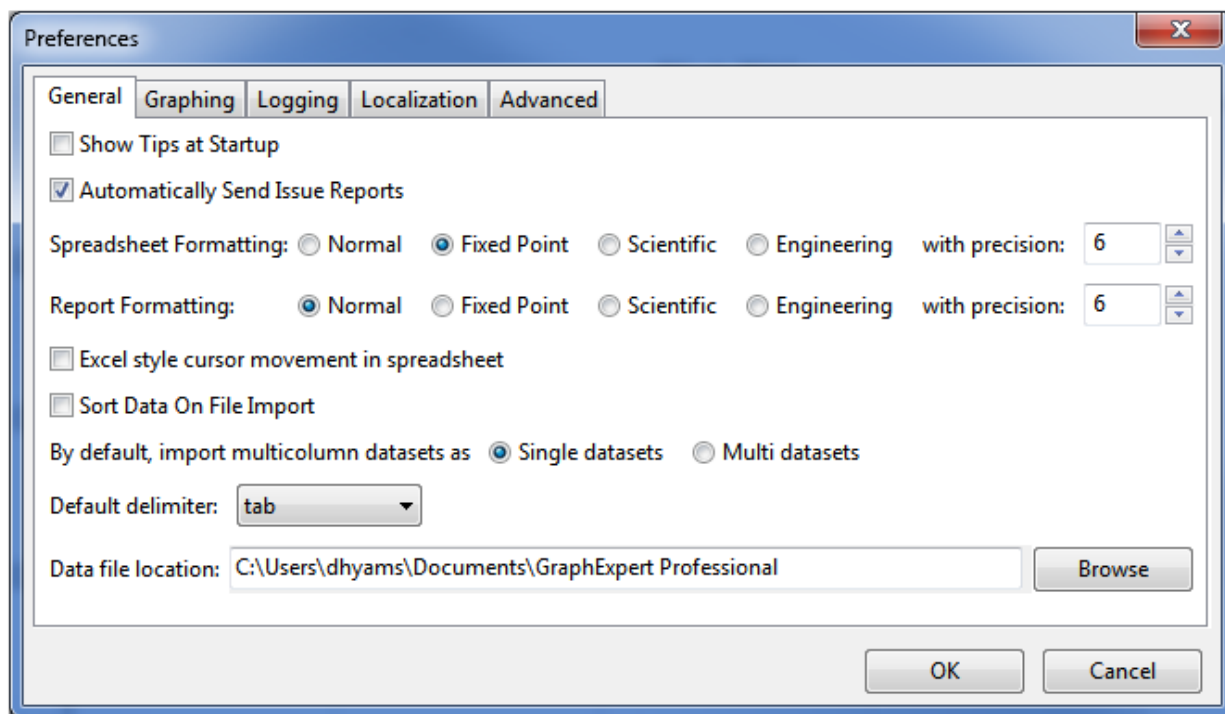 Preferences
General Graphing Logging Localization Advanced
Show Tips at Startup
Automatically Send Issue Reports
Spreadsheet Formatting: Normal Fixed Point Scientific Engineering with precision: 6
Report Formatting: Normal Fixed Point Scientific Engineering with precision: 6
Excel style cursor movement in spreadsheet
Sort Data On File Import
By default, import multicolumn datasets as Single datasets Multi datasets
Default delimiter: tab
Data file location: C:\Users\dhyams\Documents\GraphExpert Professional Browse
OK Cancel